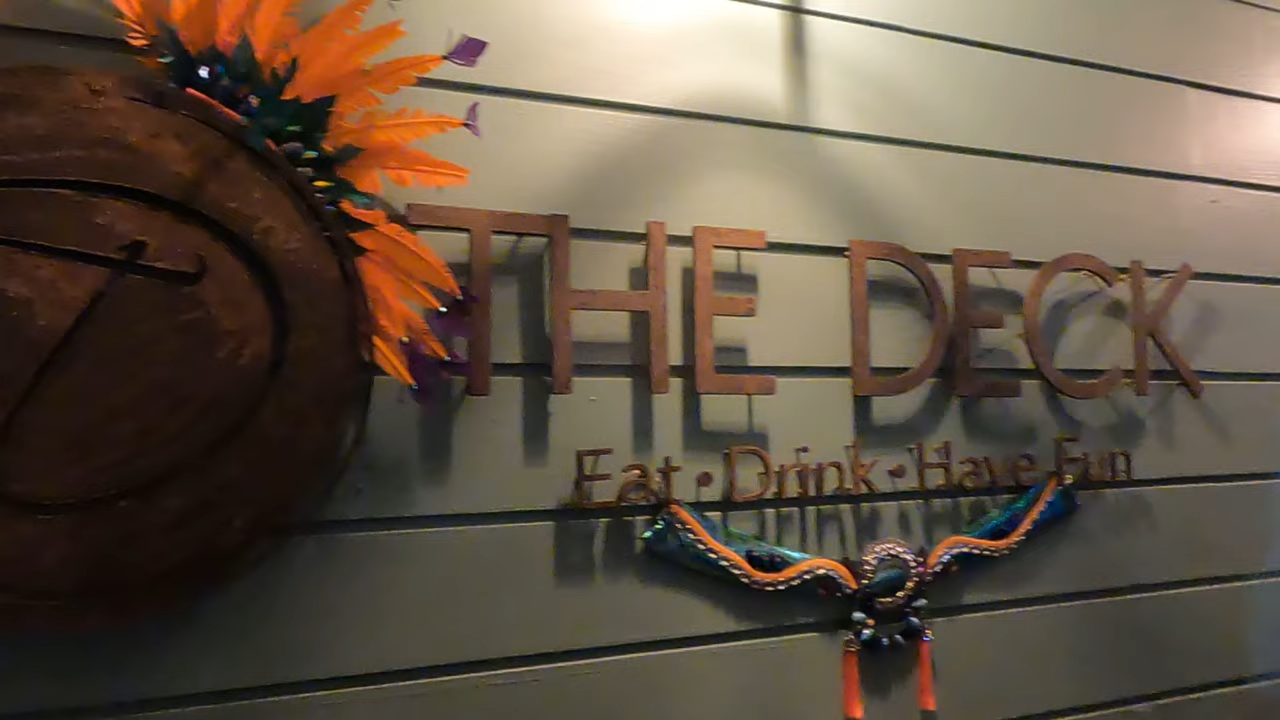 THE DECK
Eat • Drink • Have Fun